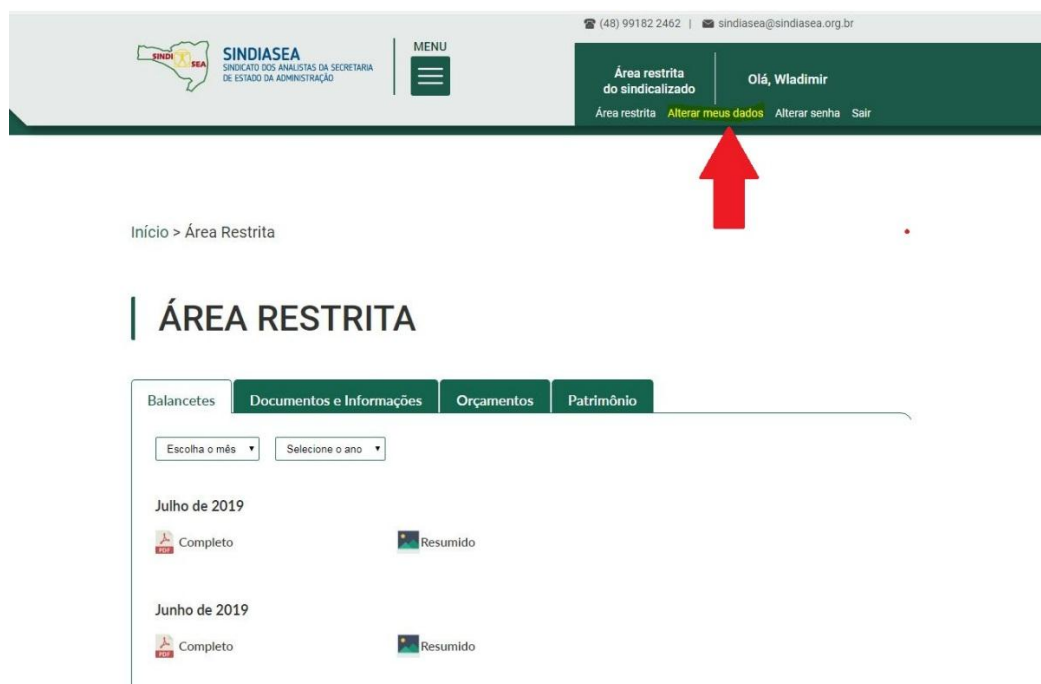 (48) 99182 2462 | sindiasea@sindiasea.org.br
SINDI SEA
SINDIASEA
SINDICATO DOS ANALISTAS DA SECRETARIA
DE ESTADO DA ADMINISTRAÇÃO
MENU
Área restrita
do sindicalizado
Olá, Wladimir
Área restrita Alterar meus dados Alterar senha Sair
Início > Área Restrita
ÁREA RESTRITA
Balancetes Documentos e Informações Orçamentos Patrimônio
Escolha o mês Selecione o ano
Julho de 2019
PDF Completo Resumido
Junho de 2019
PDF Completo Resumido